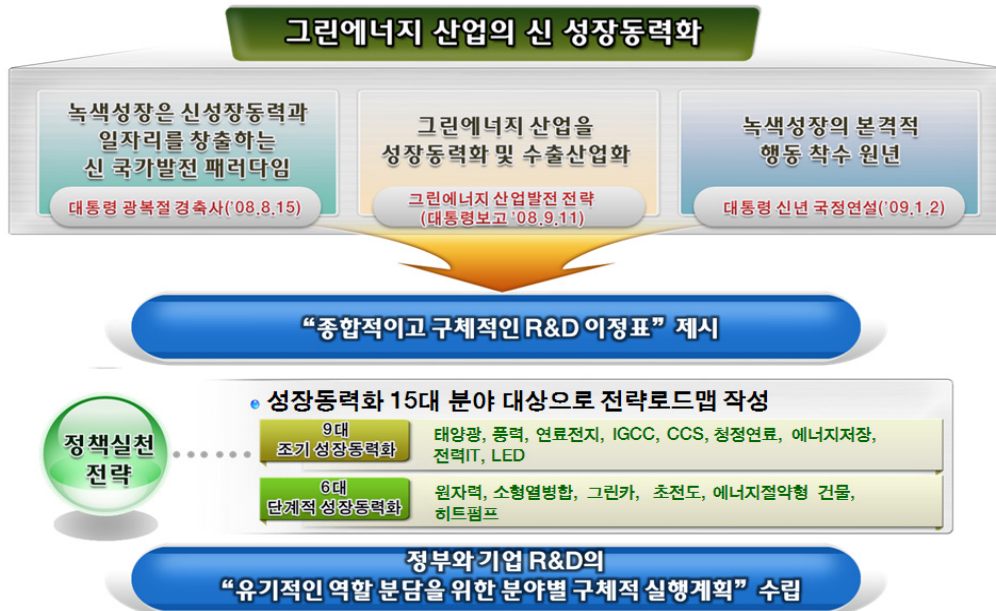 그린에너지 산업의 신 성장동력화
녹색성장은 신성장동력과
일자리를 창출하는
신 국가발전 패러다임
대통령 광복절 경축사('08.8.15)
그린에너지 산업을
성장동력화 및 수출산업화
그린에너지 산업발전 전략
(대통령보고 '08.9.11)
녹색성장의 본격적
행동 착수 원년
대통령 신년 국정연설('09.1.2)
“종합적이고 구체적인 R&D 이정표” 제시
정책실천
전략
성장동력화 15대 분야 대상으로 전략로드맵 작성
9대
조기 성장동력화
태양광, 풍력, 연료전지, IGCC, CCS, 청정연료, 에너지저장,
전력IT, LED
6대
단계적 성장동력화
원자력, 소형열병합, 그린카, 초전도, 에너지절약형 건물,
히트펌프
정부와 기업 R&D의
“유기적인 역할 분담을 위한 분야별 구체적 실행계획” 수립